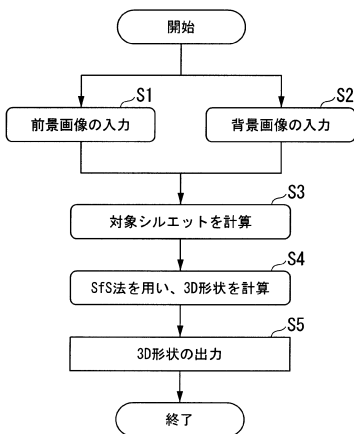 開始
S1
前景画像の入力
S2
背景画像の入力
S3
対象シルエットを計算
S4
SfS法を用い、3D形状を計算
S5
3D形状の出力
終了